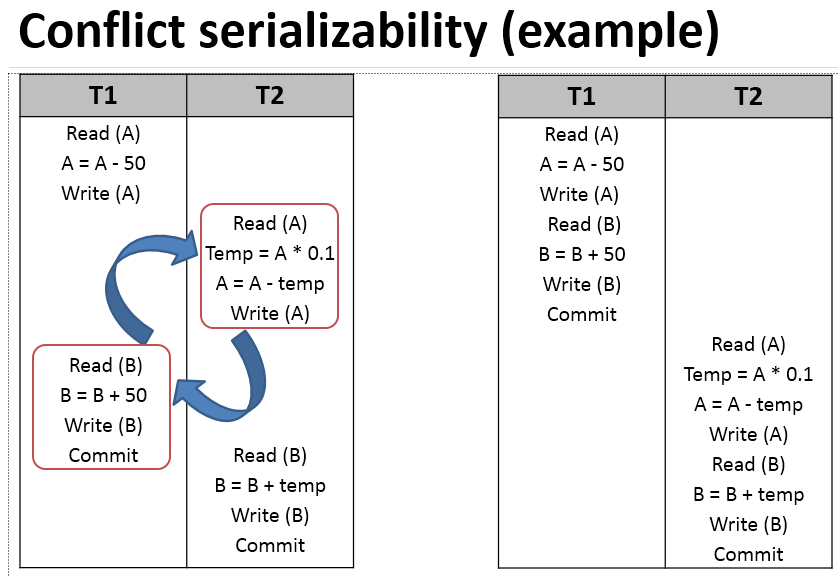 Conflict serializability (example)
T1 T2
Read (A)
A = A - 50
Write (A)
Read (A)
Temp = A * 0.1
A = A - temp
Write (A)
Read (B)
B = B + 50
Write (B)
Commit
Read (B)
B = B + temp
Write (B)
Commit
T1 T2
Read (A)
A = A - 50
Write (A)
Read (B)
B = B + 50
Write (B)
Commit
Read (A)
Temp = A * 0.1
A = A - temp
Write (A)
Read (B)
B = B + temp
Write (B)
Commit